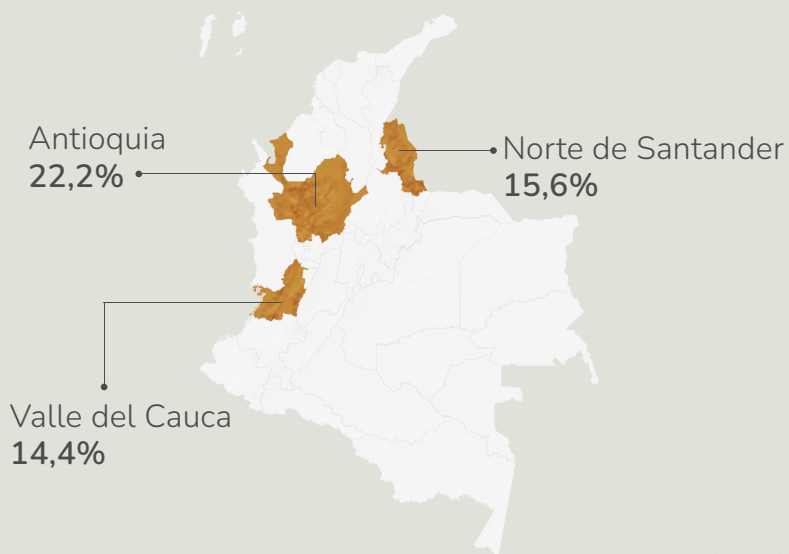 Antioquia
22,2%
Norte de Santander
15,6%
Valle del Cauca
14,4%